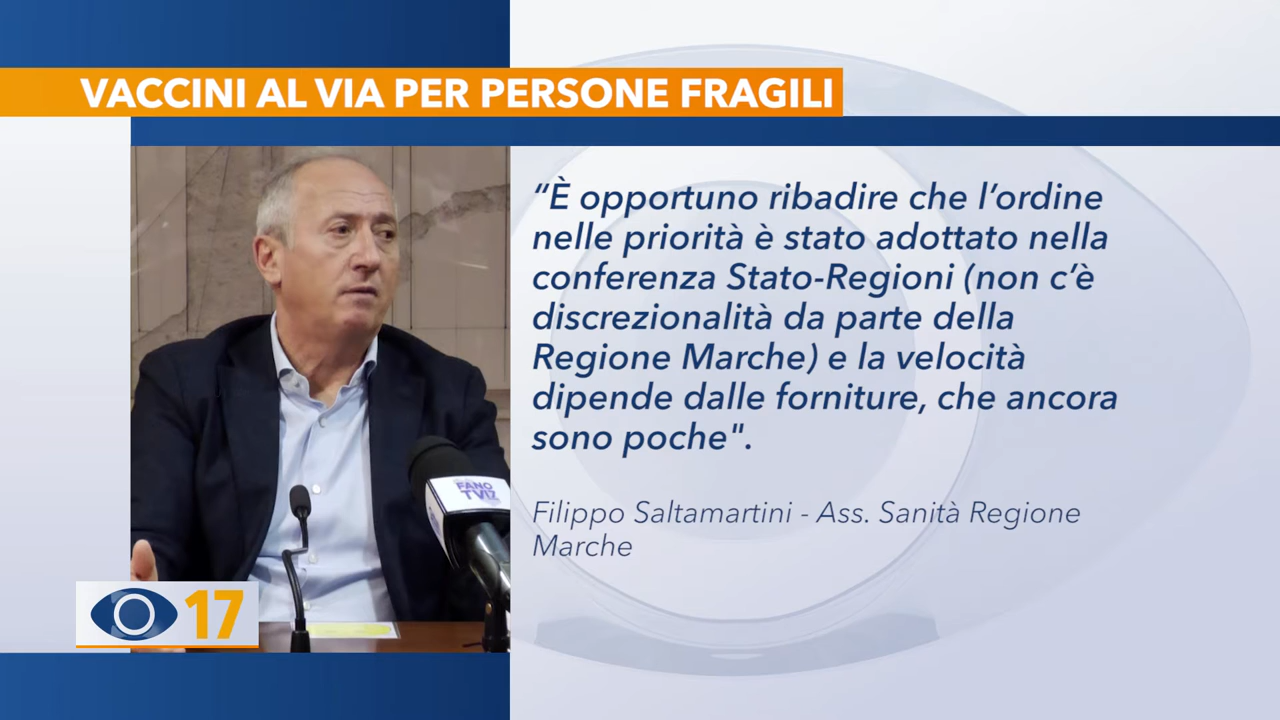 VACCINI AL VIA PER PERSONE FRAGILI
“È opportuno ribadire che l’ordine
nelle priorità è stato adottato nella
conferenza Stato-Regioni (non c’è
discrezionalità da parte della
Regione Marche) e la velocità
dipende dalle forniture, che ancora
sono poche".
Filippo Saltamartini - Ass. Sanità Regione
Marche
FANO
TV
17